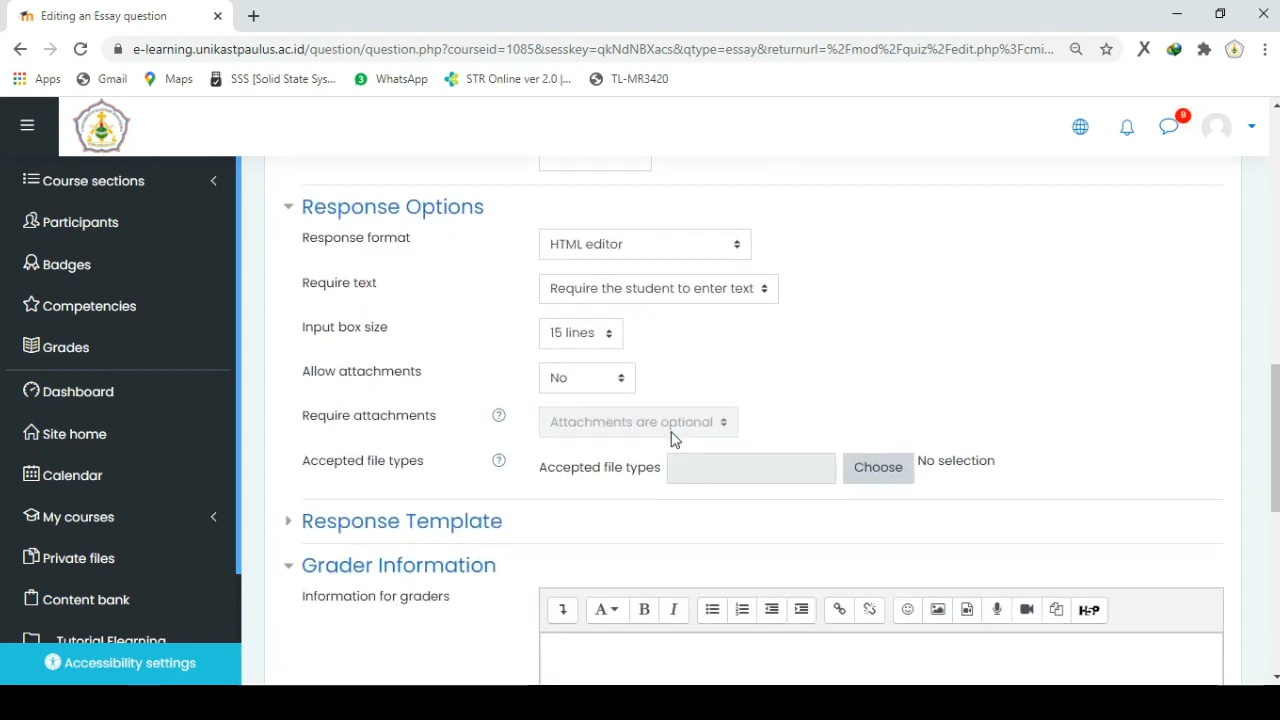 Editing an Essay question
e-learning.unikastpaulus.ac.id/question/question.php?courseid=1085&sesskey=qkNdNBXacs&qtype=essay&returnurl=%2Fmod%2Fquiz%2Fedit.php%3Fcmi...
Apps
Gmail
Maps
SSS [Solid State Sys...
WhatsApp
STR Online ver 2.0 |...
TL-MR3420
9
Course sections
Participants
Badges
Competencies
Grades
Dashboard
Site home
Calendar
My courses
Private files
Content bank
Tutorial Elearning
Accessibility settings
Response Options
Response format
HTML editor
Require text
Require the student to enter text
Input box size
15 lines
Allow attachments
No
Require attachments
Attachments are optional
Accepted file types
Accepted file types
Choose
No selection
Response Template
Grader Information
Information for graders
A
B
I
H5P